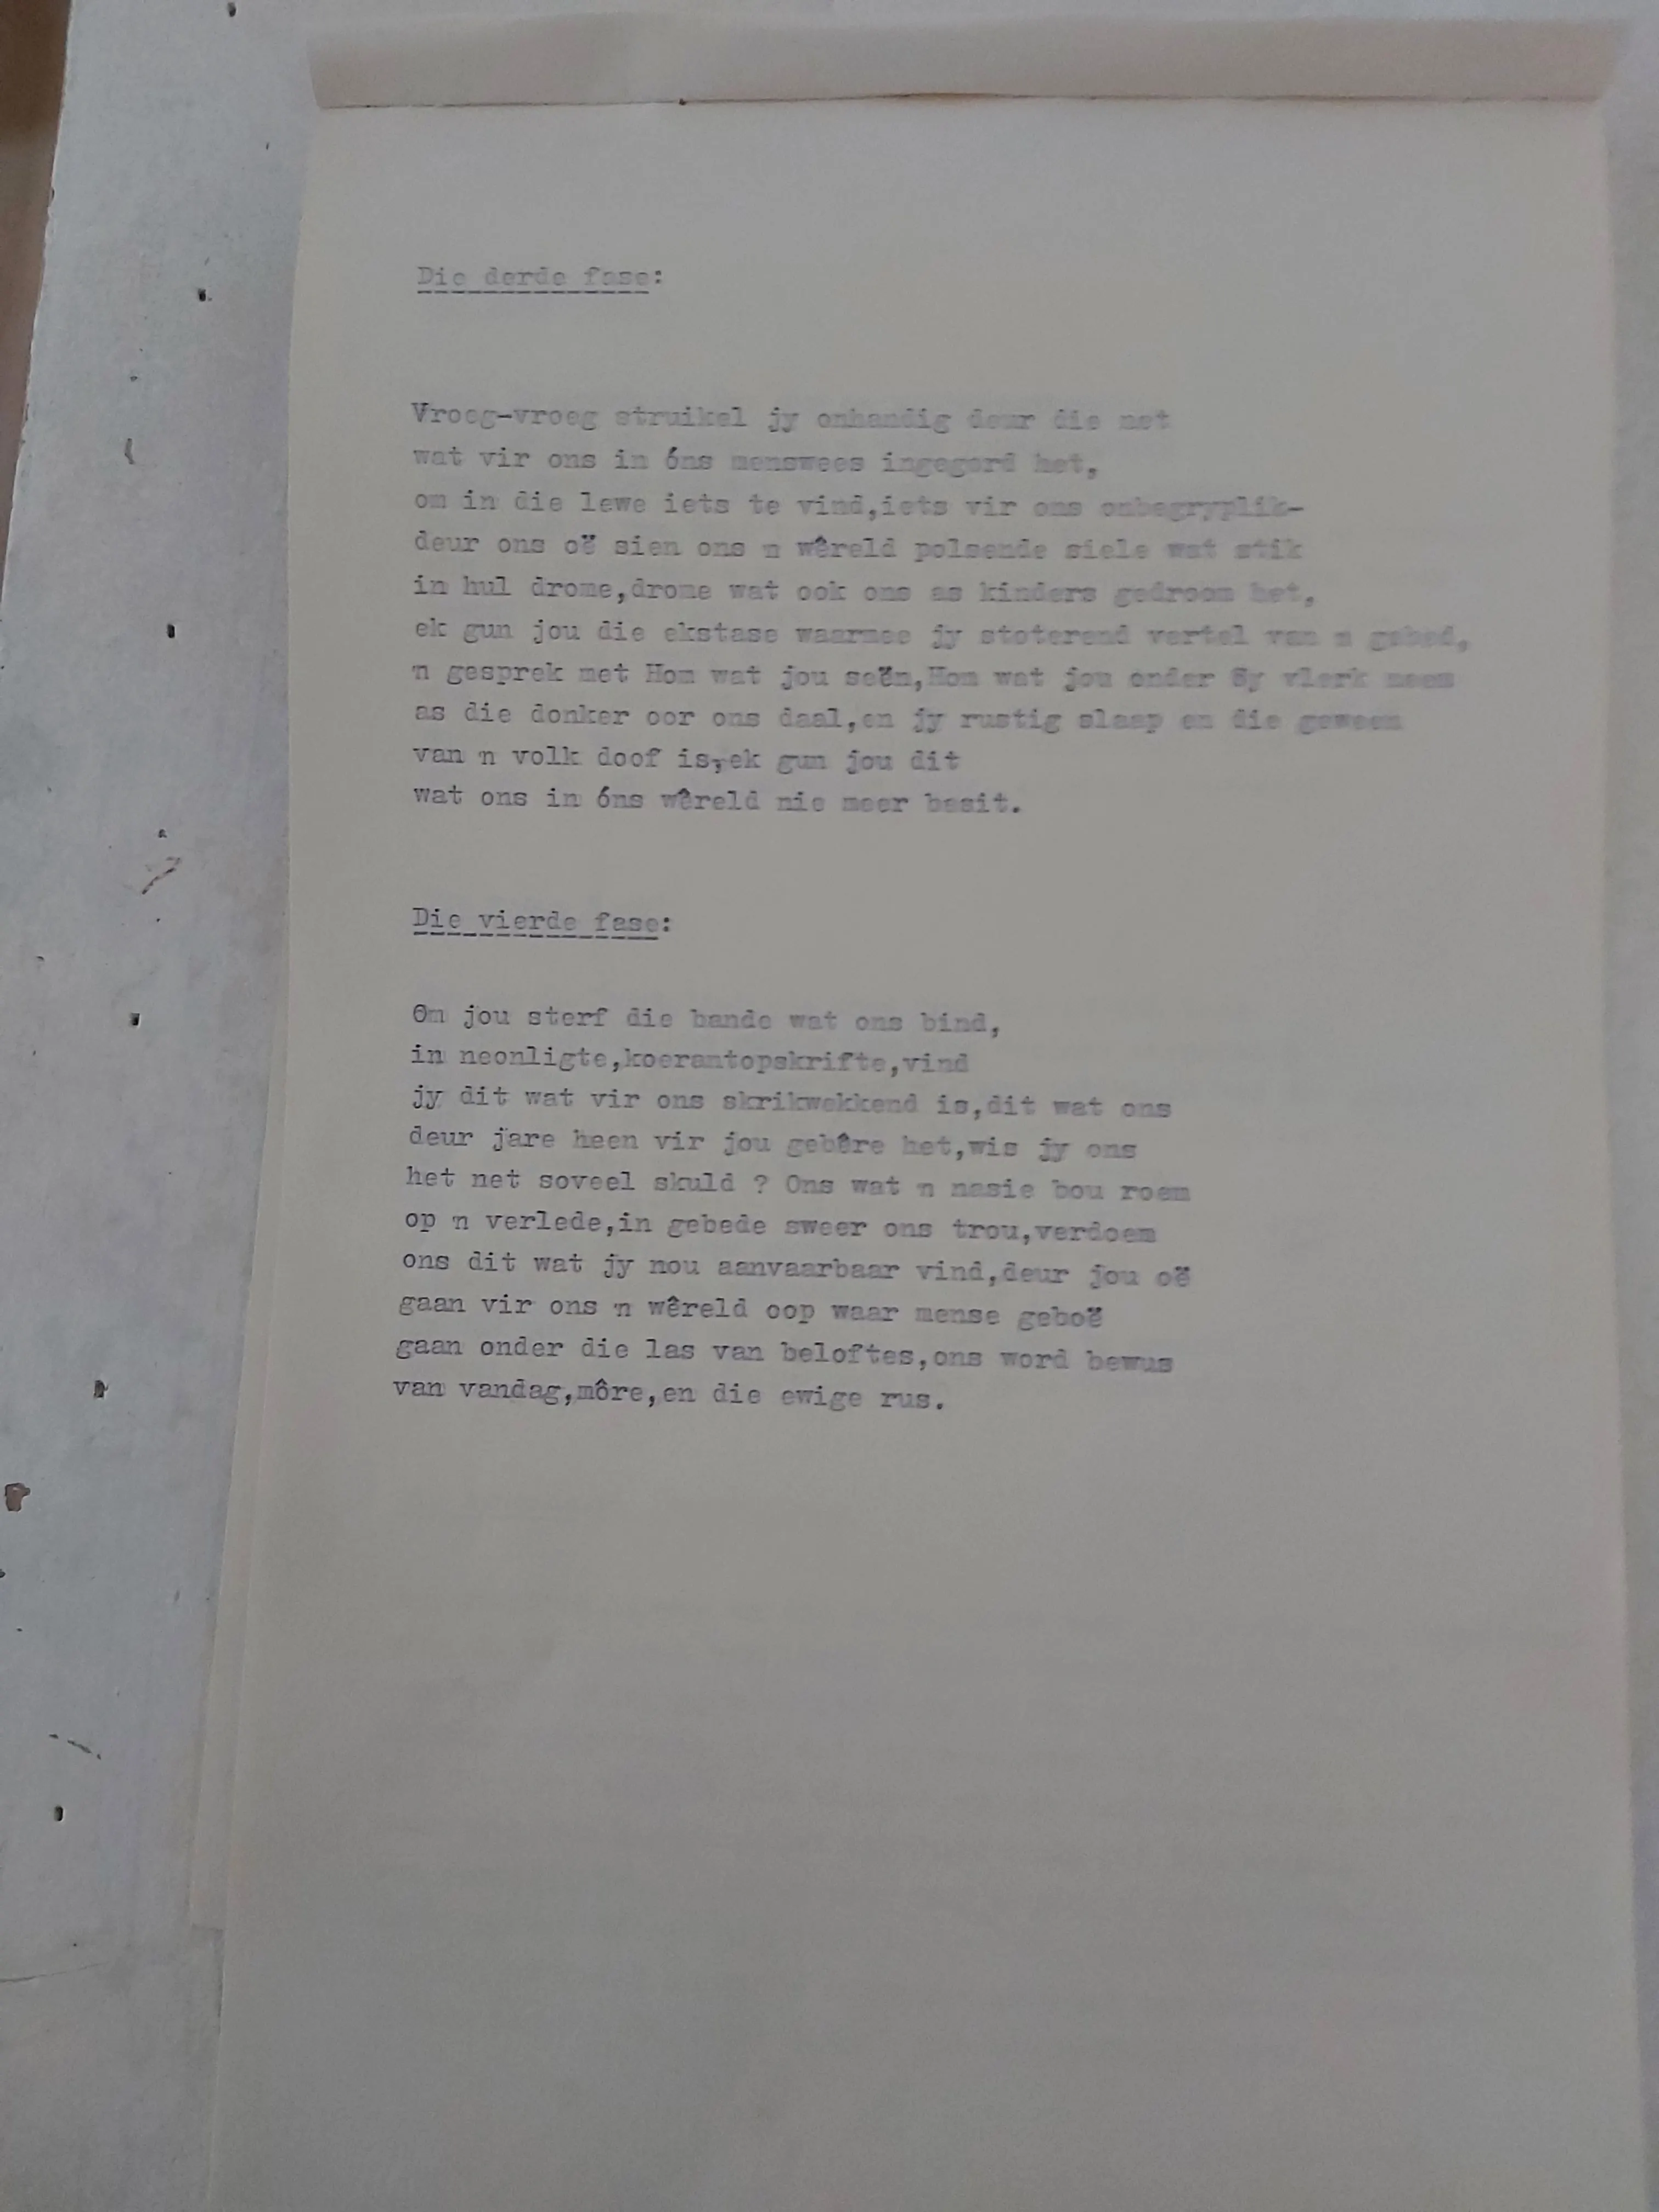 Die derde fase:
Vroeg-vroeg struikel jy onhandig deur die net
wat vir ons in óns menswees ingegord het,
om in die lewe iets te vind,iets vir ons onbegryplik-
deur ons oë sien ons 'n wêreld polsende siele wat stik
in hul drome,drome wat ook ons as kinders gedroom het,
ek gun jou die ekstase waarmee jy stoterend vertel van 'n gebed,
'n gesprek met Hom wat jou seën,Hom wat jou onder Sy vlerk neem
as die donker oor ons daal,en jy rustig slaap en die geween
van 'n volk doof is,ek gun jou dit
wat ons in óns wêreld nie meer besit.
Die vierde fase:
Om jou sterf die bande wat ons bind,
in neonligte,koerantopskrifte,vind
jy dit wat vir ons skrikwekkend is,dit wat ons
deur jare heen vir jou gebêre het,wis jy ons
het net soveel skuld ? Ons wat 'n nasie bou roem
op 'n verlede,in gebede sweer ons trou,verdoem
ons dit wat jy nou aanvaarbaar vind,deur jou oë
gaan vir ons 'n wêreld oop waar mense geboë
gaan onder die las van beloftes,ons word bewus
van vandag,môre,en die ewige rus.